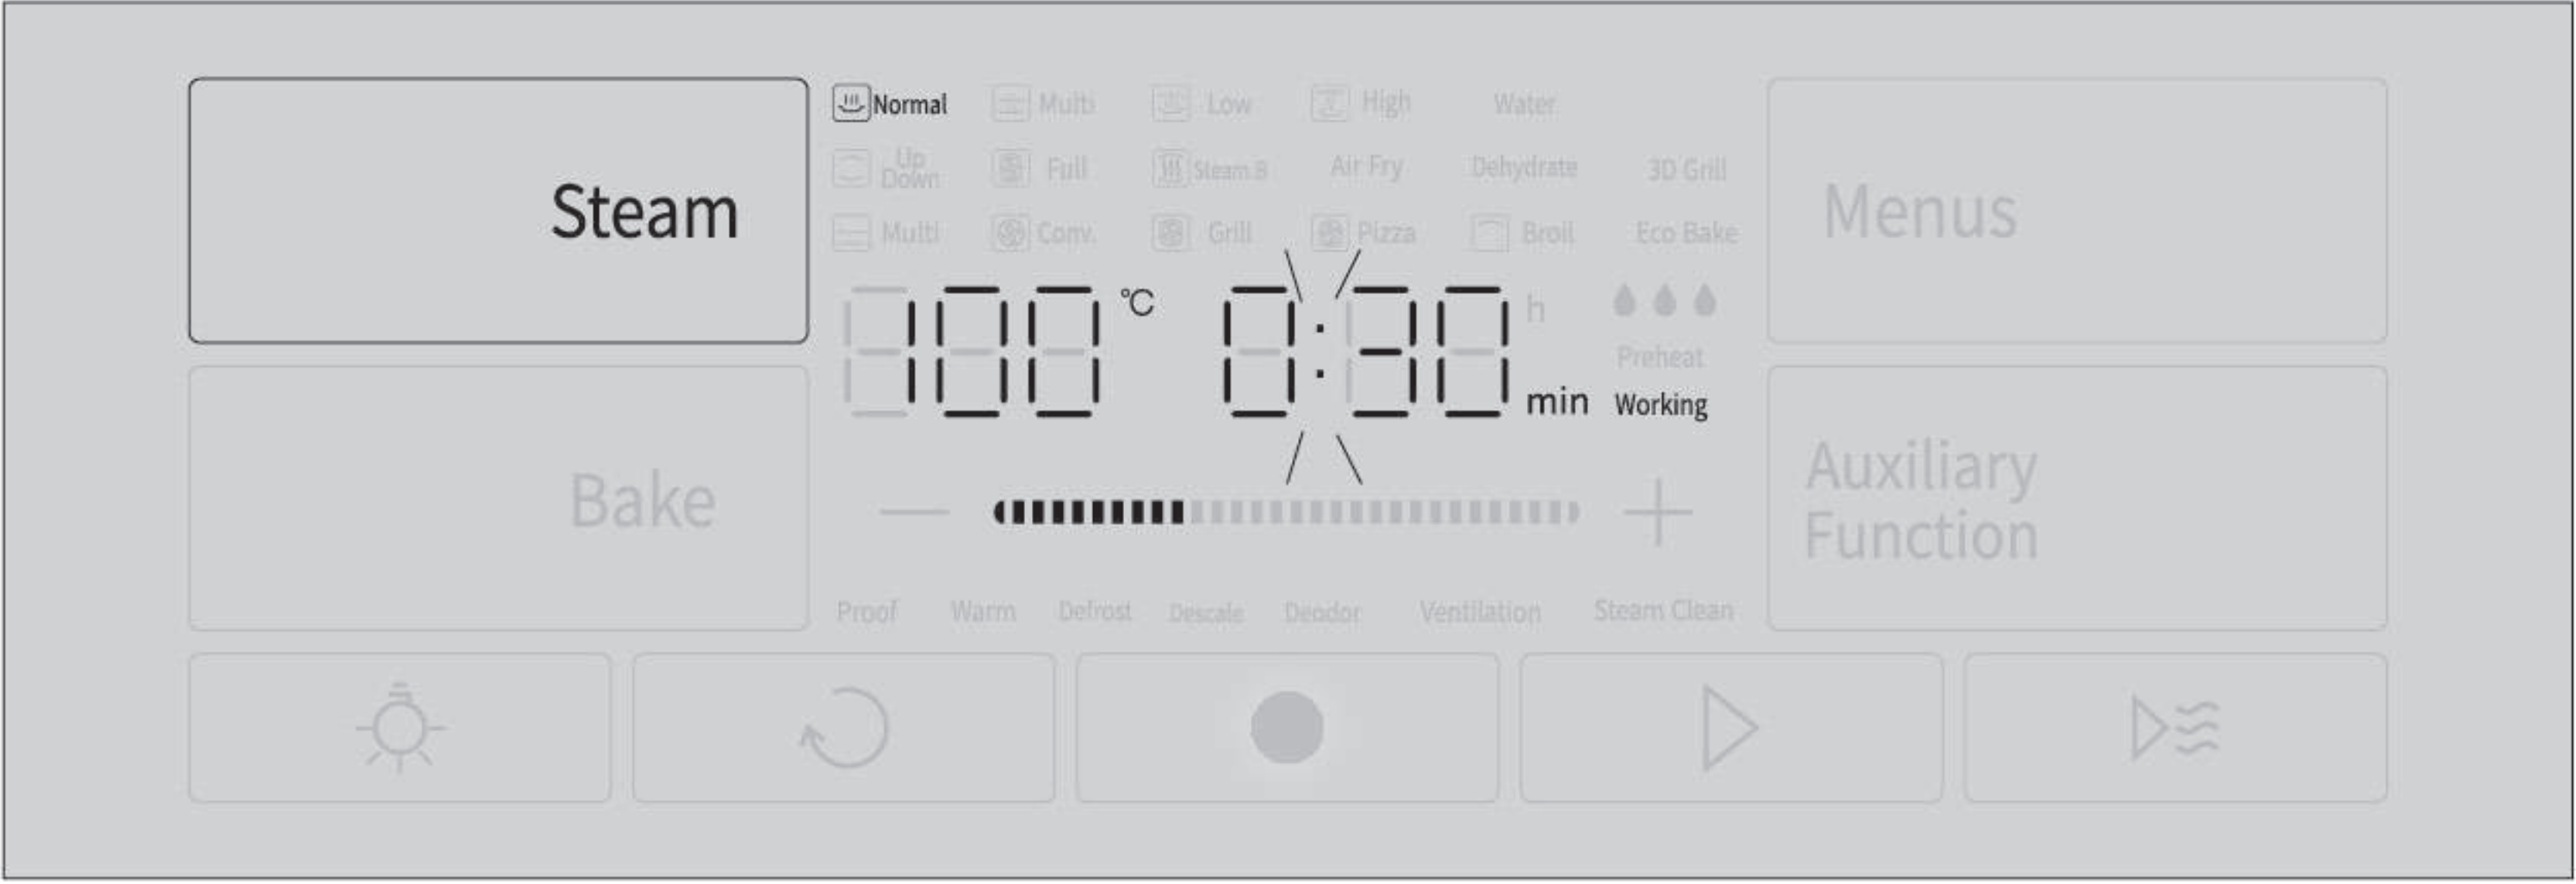 Normal Multi Low High Water
Up Down Full Steam B Air Fry Dehydrate 3D Grill
Multi Conv. Grill Pizza Broil Eco Bake
Steam
Menus
100 °C 0:30 h min
Preheat
Working
Bake
Auxiliary
Function
Proof Warm Defrost Descale Deodor Ventilation Steam Clean